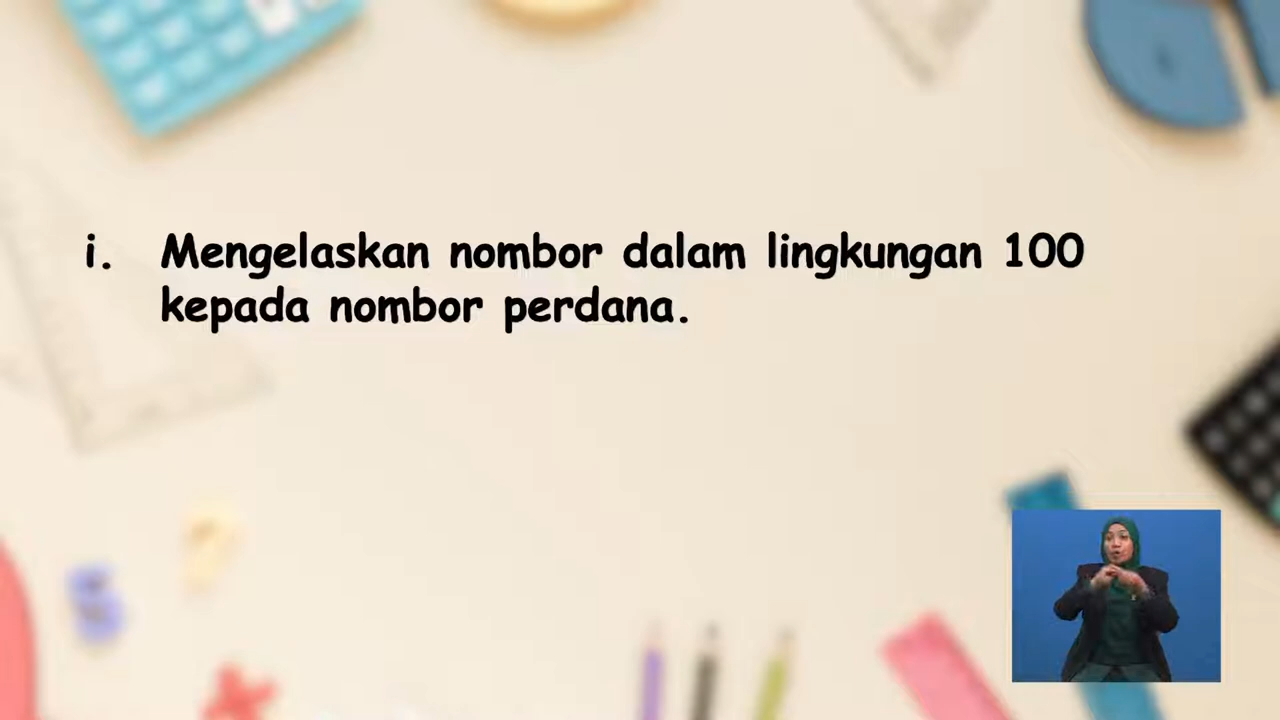 i. Mengelaskan nombor dalam lingkungan 100
kepada nombor perdana.